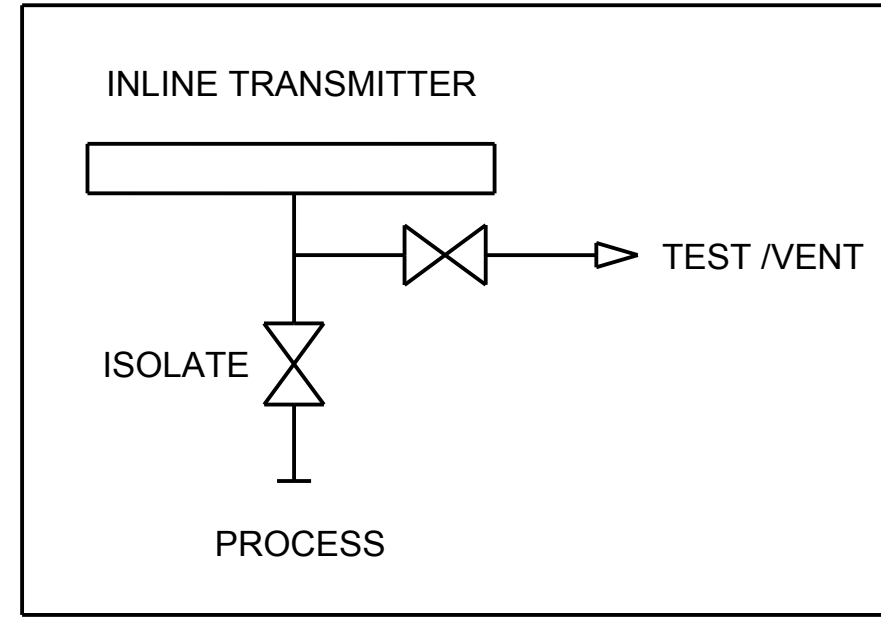 INLINE TRANSMITTER
TEST /VENT
ISOLATE
PROCESS